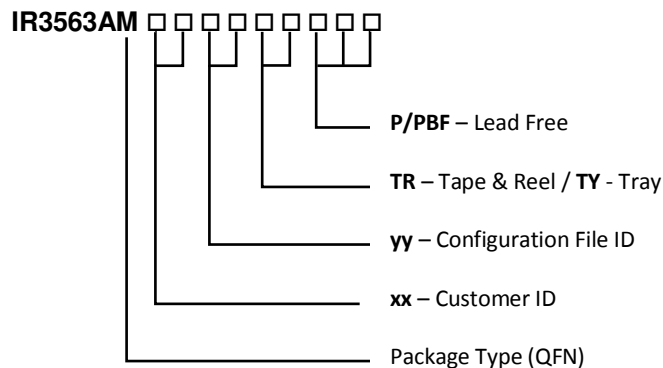 IR3563AM □ □ □ □ □ □ □ □ □
P/PBF – Lead Free
TR – Tape & Reel / TY - Tray
yy – Configuration File ID
xx – Customer ID
Package Type (QFN)